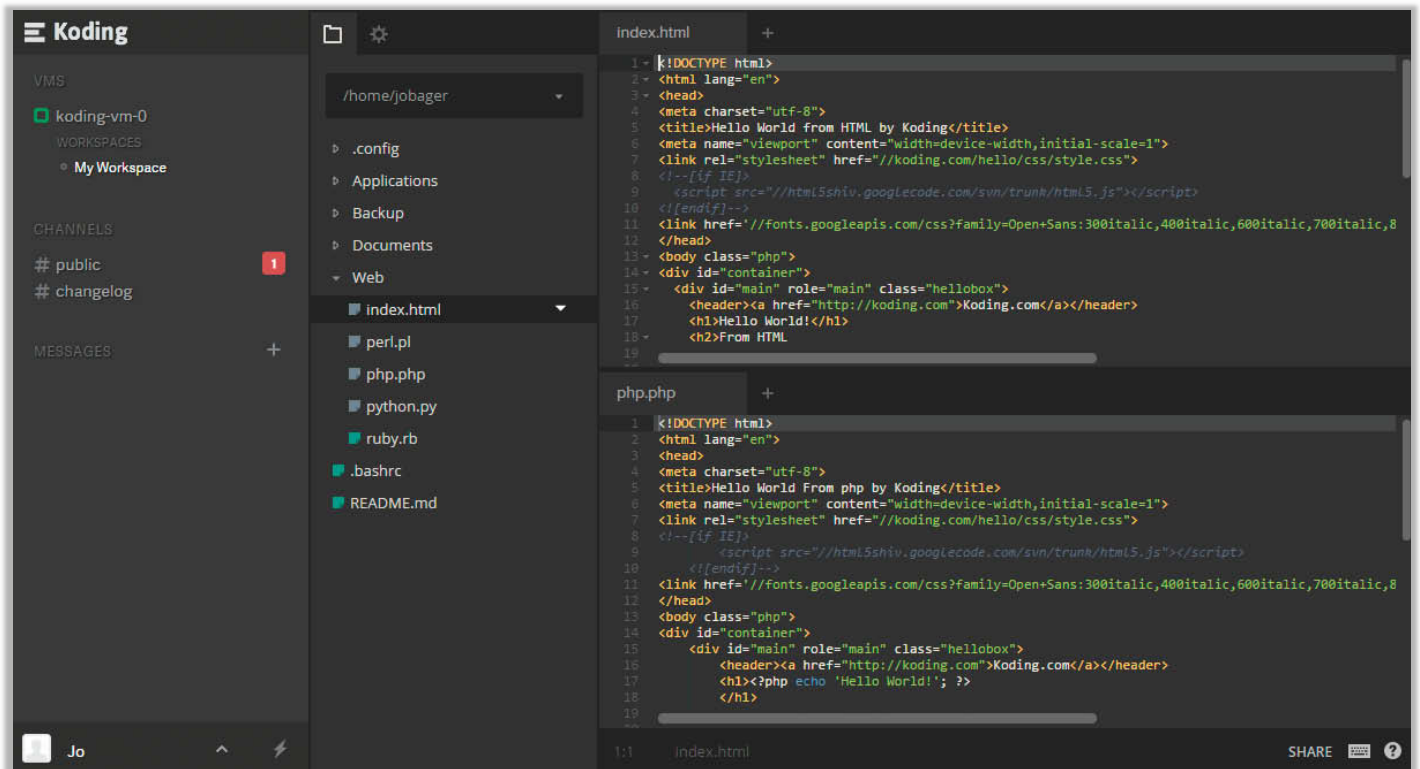 Koding
VMS
koding-vm-0
WORKSPACES
My Workspace
CHANNELS
# public
1
# changelog
MESSAGES
+
Jo
/home/jobager
.config
Applications
Backup
Documents
Web
index.html
perl.pl
php.php
python.py
ruby.rb
.bashrc
README.md
index.html +
1 <!DOCTYPE html>
2 <html lang="en">
3 <head>
4 <meta charset="utf-8">
5 <title>Hello World from HTML by Koding</title>
6 <meta name="viewport" content="width=device-width,initial-scale=1">
7 <link rel="stylesheet" href="//koding.com/hello/css/style.css">
8 <!--[if IE]>
9 <script src="//html5shiv.googlecode.com/svn/trunk/html5.js"></script>
10 <![endif]-->
11 <link href='//fonts.googleapis.com/css?family=Open+Sans:300italic,400italic,600italic,700italic,8
12 </head>
13 <body class="php">
14 <div id="container">
15 <div id="main" role="main" class="hellobox">
16 <header><a href="http://koding.com">Koding.com</a></header>
17 <h1>Hello World!</h1>
18 <h2>From HTML
19
php.php +
1 <!DOCTYPE html>
2 <html lang="en">
3 <head>
4 <meta charset="utf-8">
5 <title>Hello World From php by Koding</title>
6 <meta name="viewport" content="width=device-width,initial-scale=1">
7 <link rel="stylesheet" href="//koding.com/hello/css/style.css">
8 <!--[if IE]>
9 <script src="//html5shiv.googlecode.com/svn/trunk/html5.js"></script>
10 <![endif]-->
11 <link href='//fonts.googleapis.com/css?family=Open+Sans:300italic,400italic,600italic,700italic,8
12 </head>
13 <body class="php">
14 <div id="container">
15 <div id="main" role="main" class="hellobox">
16 <header><a href="http://koding.com">Koding.com</a></header>
17 <h1><?php echo 'Hello World!'; ?>
18 </h1>
19
1:1 index.html
SHARE ?